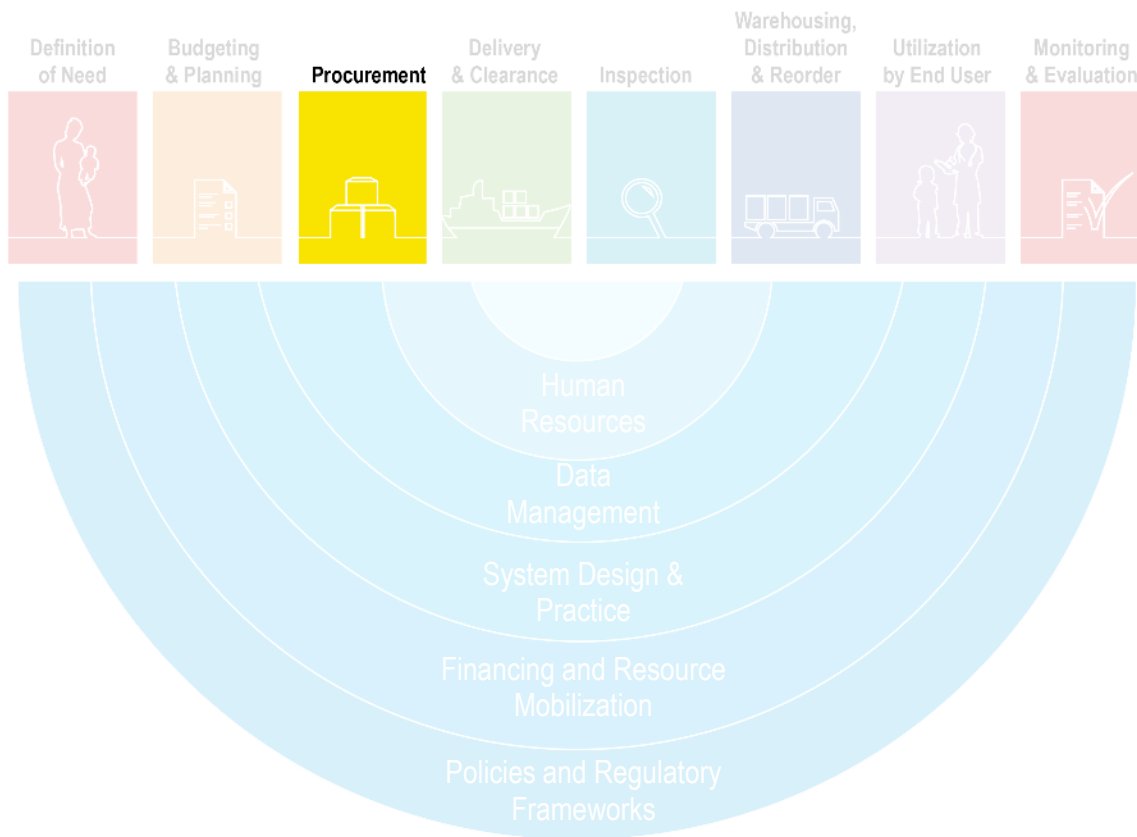 Definition
of Need
Budgeting
& Planning
Procurement
Delivery
& Clearance
Inspection
Warehousing,
Distribution
& Reorder
Utilization
by End User
Monitoring
& Evaluation
Human
Resources
Data
Management
System Design &
Practice
Financing and Resource
Mobilization
Policies and Regulatory
Frameworks